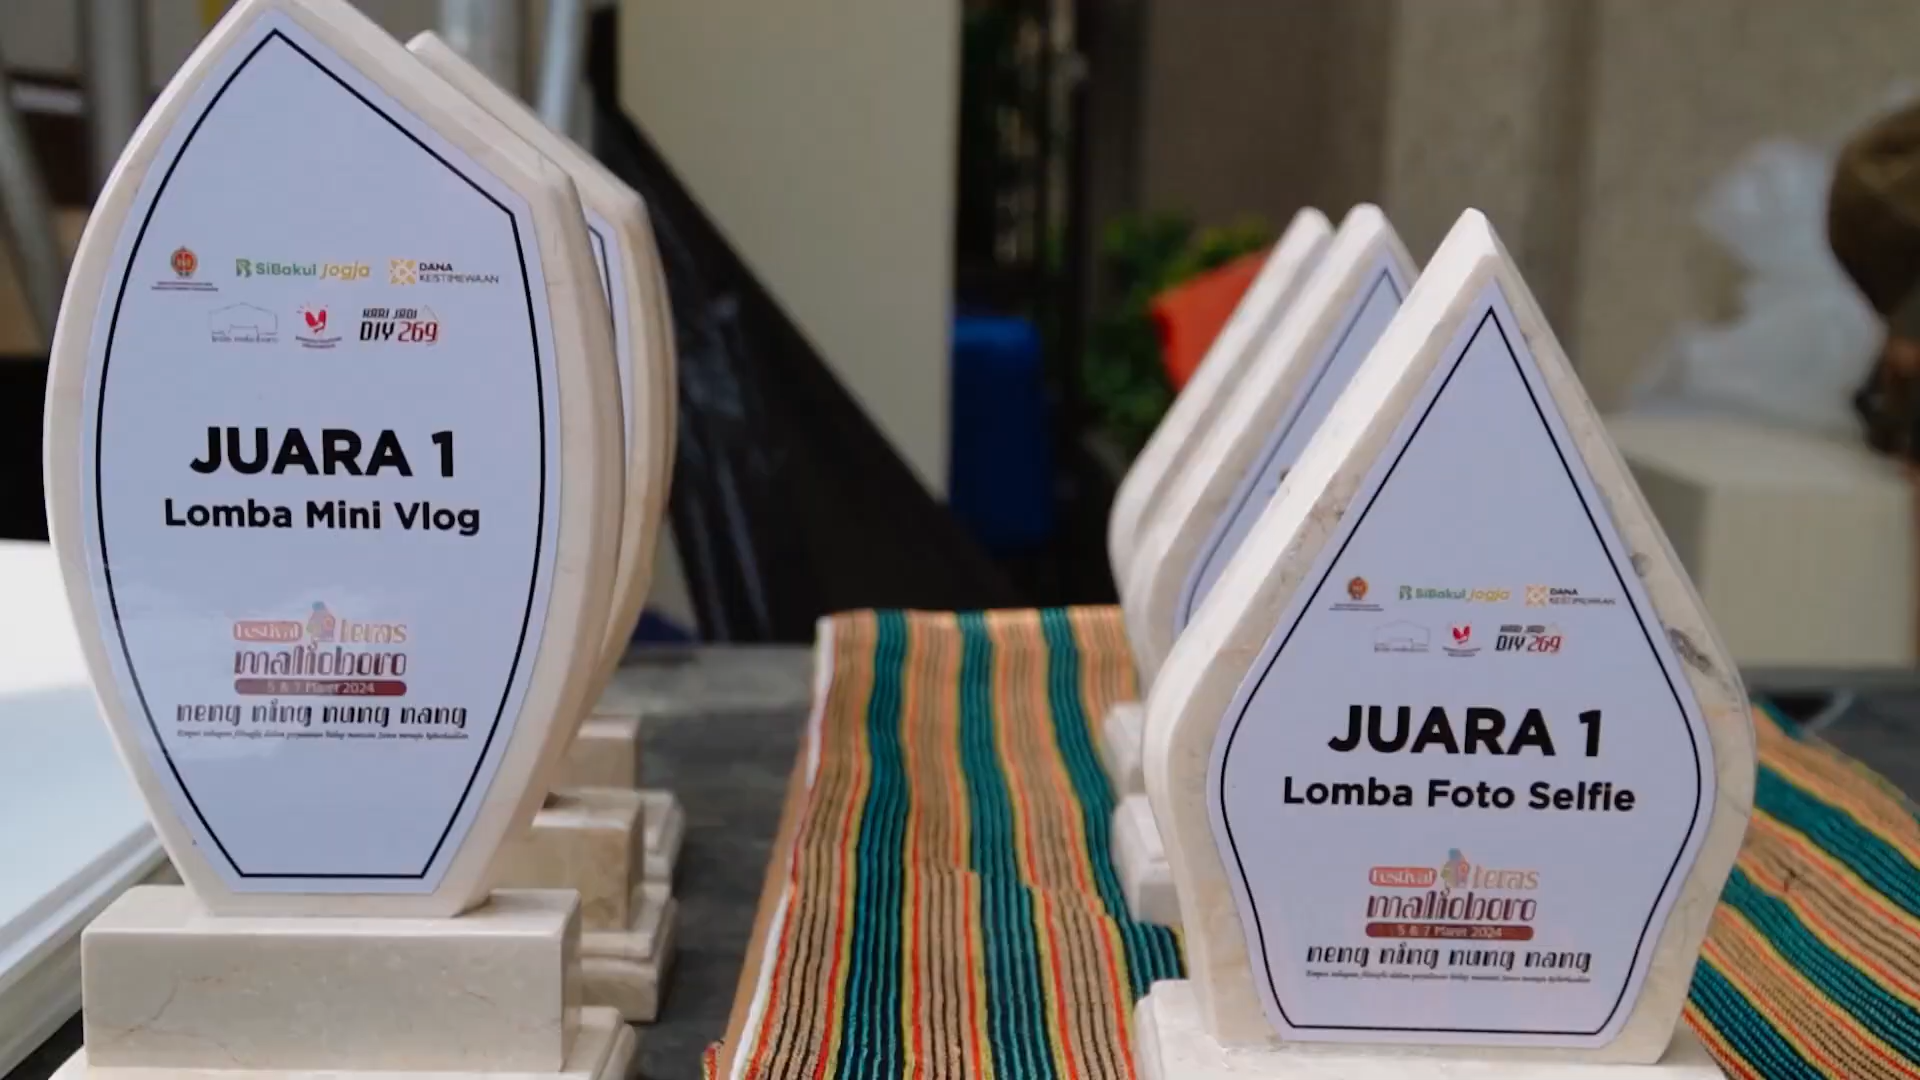 SiBakul Jogja
DANA
KEISTIMEWAAN
teras malioboro
HARI JADI
DIY 269
JUARA 1
Lomba Mini Vlog
Festival teras
malioboro
5 & 7 Maret 2024
neng ning nung nang
SiBakul Jogja
DANA
KEISTIMEWAAN
HARI JADI
DIY 269
JUARA 1
Lomba Foto Selfie
Festival teras
malioboro
5 & 7 Maret 2024
neng ning nung nang